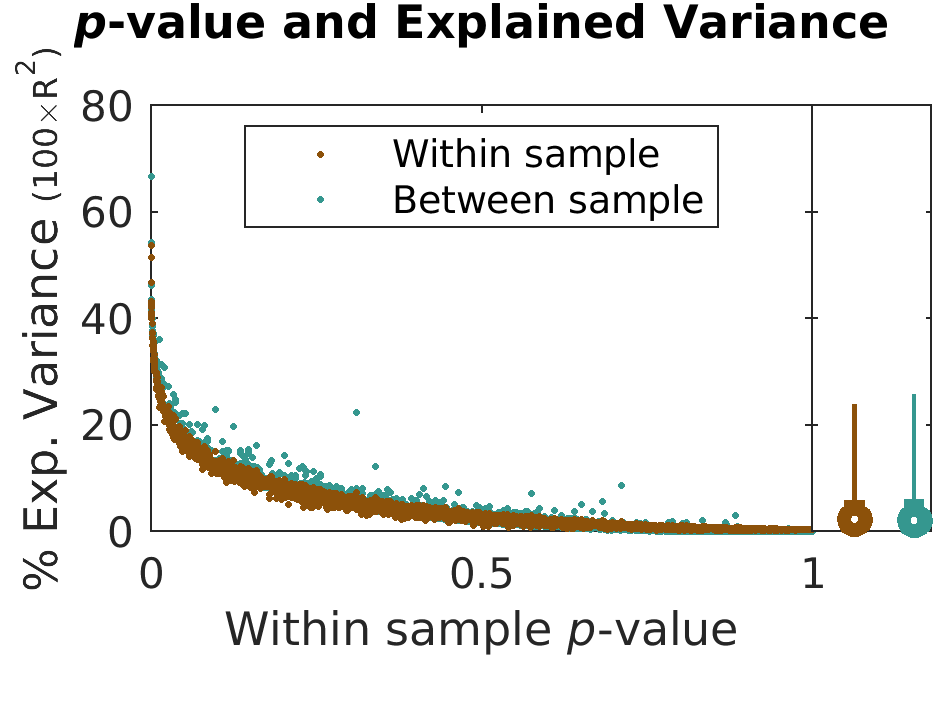 p-value and Explained Variance
% Exp. Variance (100×R²)
80
60
40
20
0
Within sample
Between sample
0
0.5
1
Within sample p-value